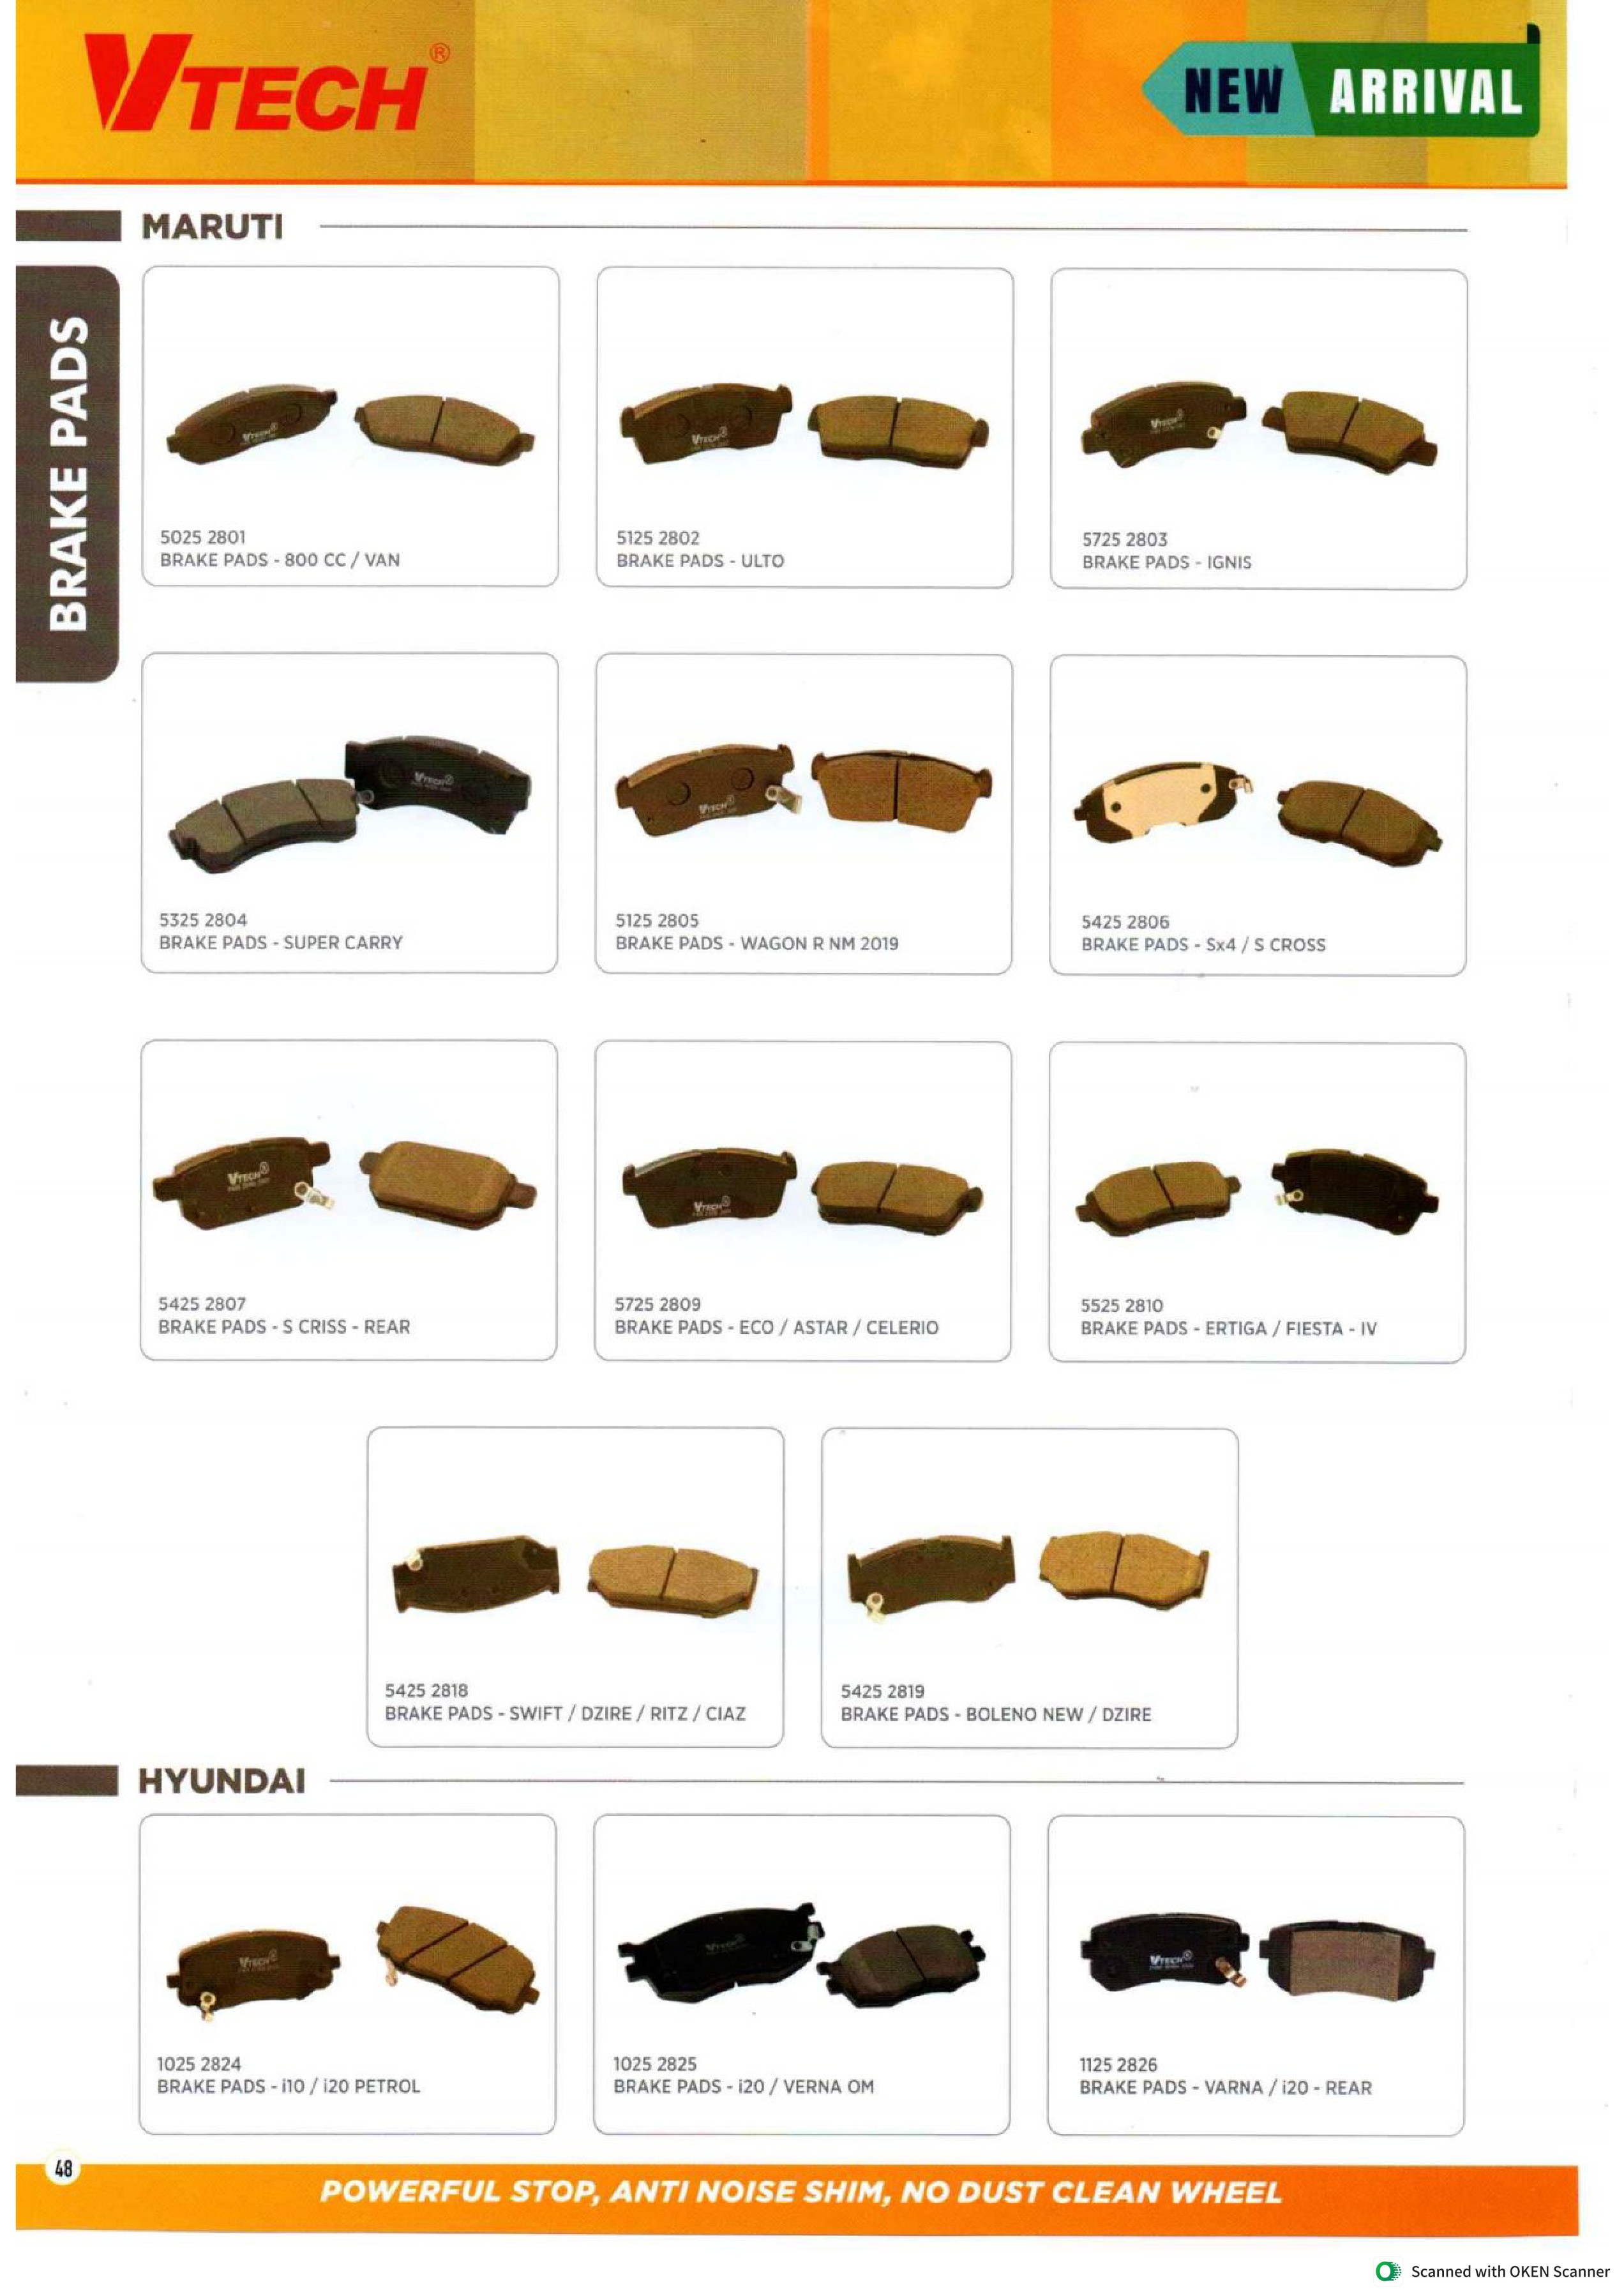 VTECH®
NEW ARRIVAL
MARUTI
BRAKE PADS
5025 2801
BRAKE PADS - 800 CC / VAN
5125 2802
BRAKE PADS - ULTO
5725 2803
BRAKE PADS - IGNIS
5325 2804
BRAKE PADS - SUPER CARRY
5125 2805
BRAKE PADS - WAGON R NM 2019
5425 2806
BRAKE PADS - Sx4 / S CROSS
5425 2807
BRAKE PADS - S CRISS - REAR
5725 2809
BRAKE PADS - ECO / ASTAR / CELERIO
5525 2810
BRAKE PADS - ERTIGA / FIESTA - IV
5425 2818
BRAKE PADS - SWIFT / DZIRE / RITZ / CIAZ
5425 2819
BRAKE PADS - BOLENO NEW / DZIRE
HYUNDAI
1025 2824
BRAKE PADS - i10 / i20 PETROL
1025 2825
BRAKE PADS - i20 / VERNA OM
1125 2826
BRAKE PADS - VARNA / i20 - REAR
48
POWERFUL STOP, ANTI NOISE SHIM, NO DUST CLEAN WHEEL
Scanned with OKEN Scanner